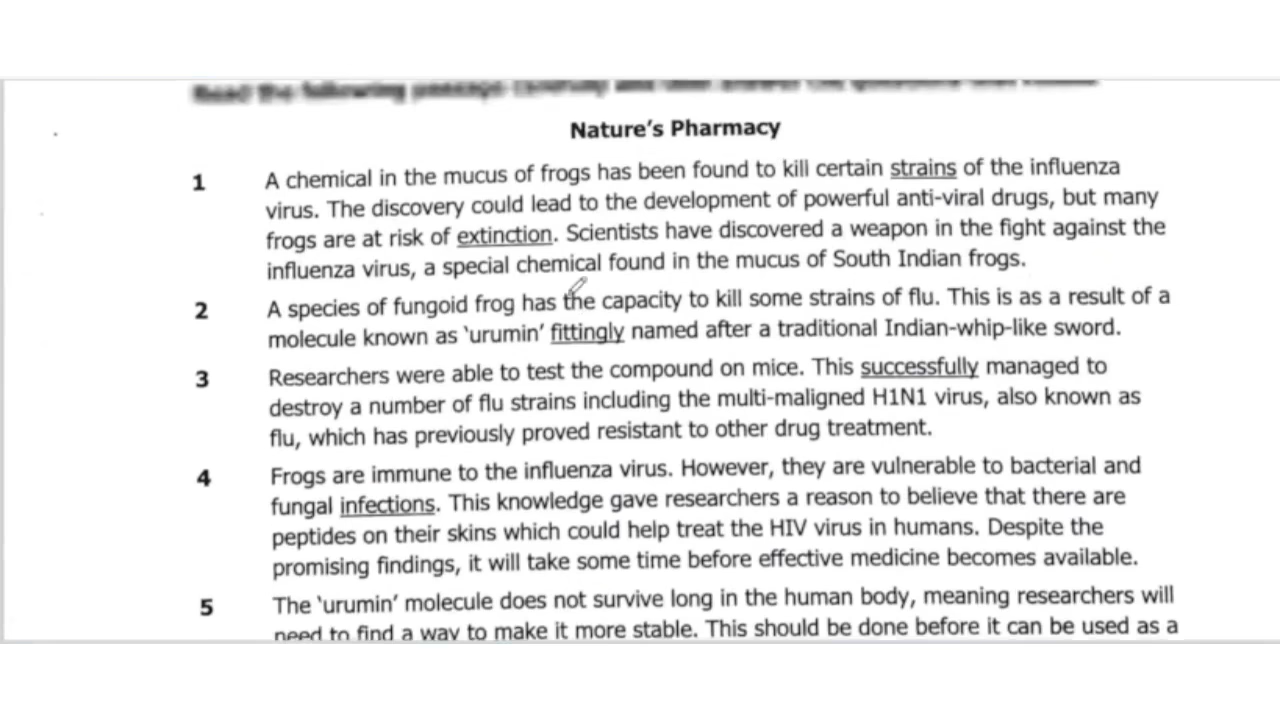 Nature's Pharmacy
1 A chemical in the mucus of frogs has been found to kill certain strains of the influenza
virus. The discovery could lead to the development of powerful anti-viral drugs, but many
frogs are at risk of extinction. Scientists have discovered a weapon in the fight against the
influenza virus, a special chemical found in the mucus of South Indian frogs.
2 A species of fungoid frog has the capacity to kill some strains of flu. This is as a result of a
molecule known as 'urumin' fittingly named after a traditional Indian-whip-like sword.
3 Researchers were able to test the compound on mice. This successfully managed to
destroy a number of flu strains including the multi-maligned H1N1 virus, also known as
flu, which has previously proved resistant to other drug treatment.
4 Frogs are immune to the influenza virus. However, they are vulnerable to bacterial and
fungal infections. This knowledge gave researchers a reason to believe that there are
peptides on their skins which could help treat the HIV virus in humans. Despite the
promising findings, it will take some time before effective medicine becomes available.
5 The 'urumin' molecule does not survive long in the human body, meaning researchers will
need to find a way to make it more stable. This should be done before it can be used as a